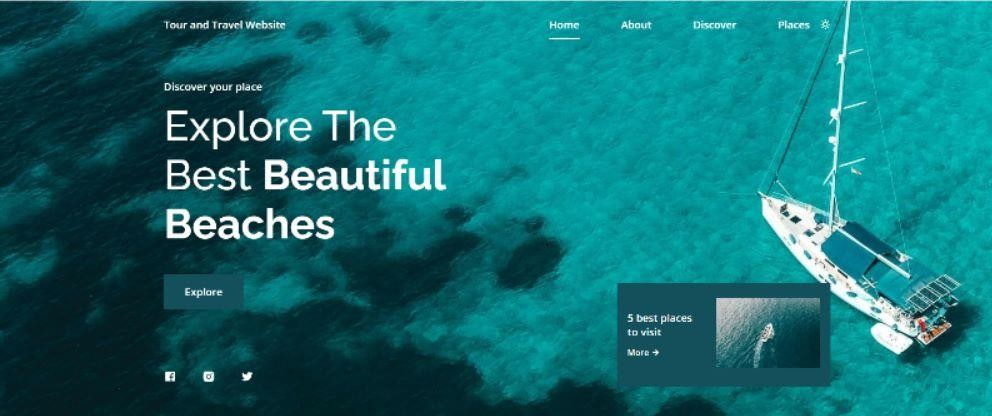 Tour and Travel Website
Home About Discover Places
Discover your place
Explore The
Best Beautiful
Beaches
Explore
5 best places
to visit
More →